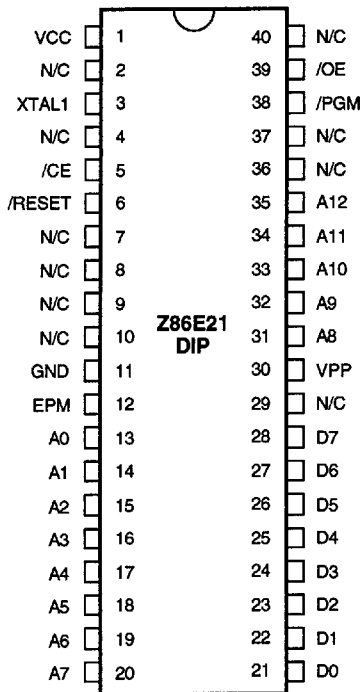 VCC 1 40 N/C
N/C 2 39 /OE
XTAL1 3 38 /PGM
N/C 4 37 N/C
/CE 5 36 N/C
/RESET 6 35 A12
N/C 7 34 A11
N/C 8 33 A10
N/C 9 32 A9
N/C 10 31 A8
Z86E21
DIP
GND 11 30 VPP
EPM 12 29 N/C
A0 13 28 D7
A1 14 27 D6
A2 15 26 D5
A3 16 25 D4
A4 17 24 D3
A5 18 23 D2
A6 19 22 D1
A7 20 21 D0